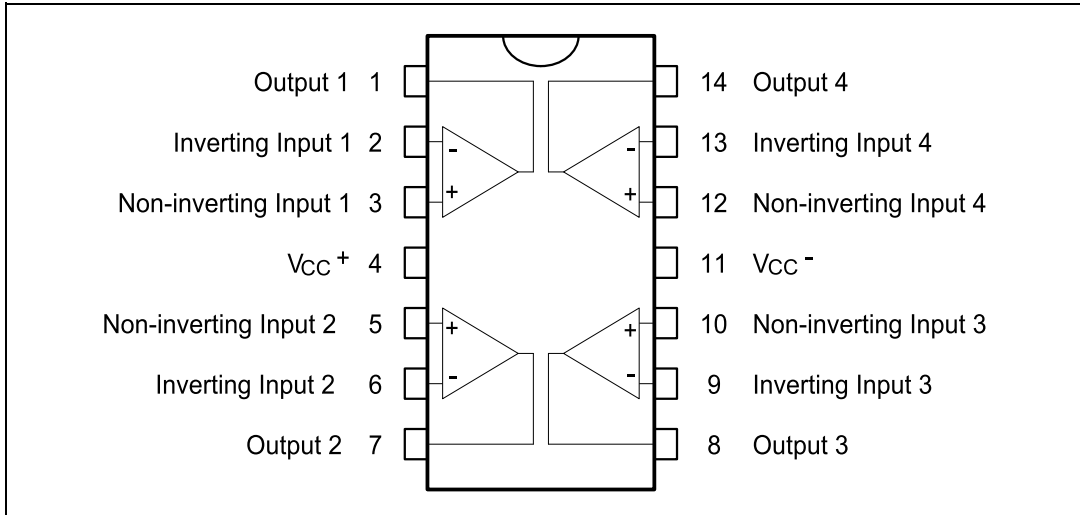 Output 1 1 14 Output 4
Inverting Input 1 2 - - 13 Inverting Input 4
Non-inverting Input 1 3 + + 12 Non-inverting Input 4
VCC + 4 11 VCC -
Non-inverting Input 2 5 + + 10 Non-inverting Input 3
Inverting Input 2 6 - - 9 Inverting Input 3
Output 2 7 8 Output 3